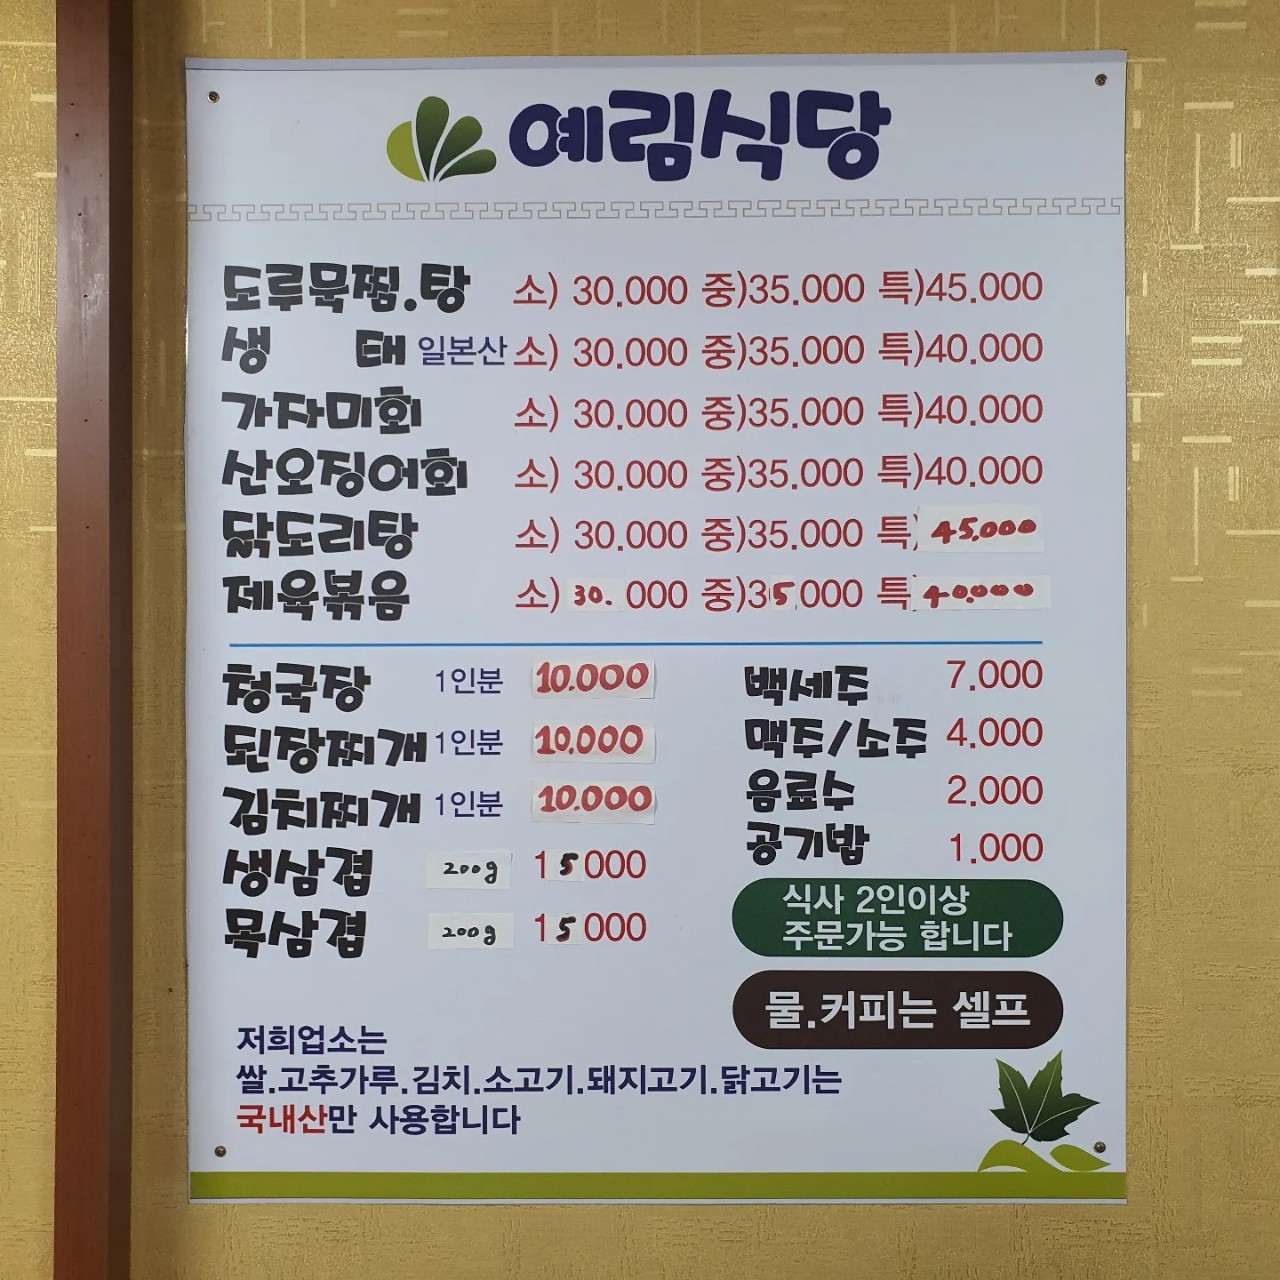 예림식당
도루묵찜.탕 소) 30.000 중)35.000 특)45.000
생 태 일본산 소) 30.000 중)35.000 특)40.000
가자미회 소) 30.000 중)35.000 특)40.000
산오징어회 소) 30.000 중)35.000 특)40.000
닭도리탕 소) 30.000 중)35.000 특)45,000
제육볶음 소) 30.000 중)35,000 특)40.000
청국장 1인분 10.000
된장찌개 1인분 10.000
김치찌개 1인분 10.000
생삼겹 200g 15000
목삼겹 200g 15000
백세주 7.000
맥주/소주 4.000
음료수 2.000
공기밥 1.000
식사 2인이상
주문가능 합니다
물.커피는 셀프
저희업소는
쌀.고추가루.김치.소고기.돼지고기.닭고기는
국내산만 사용합니다